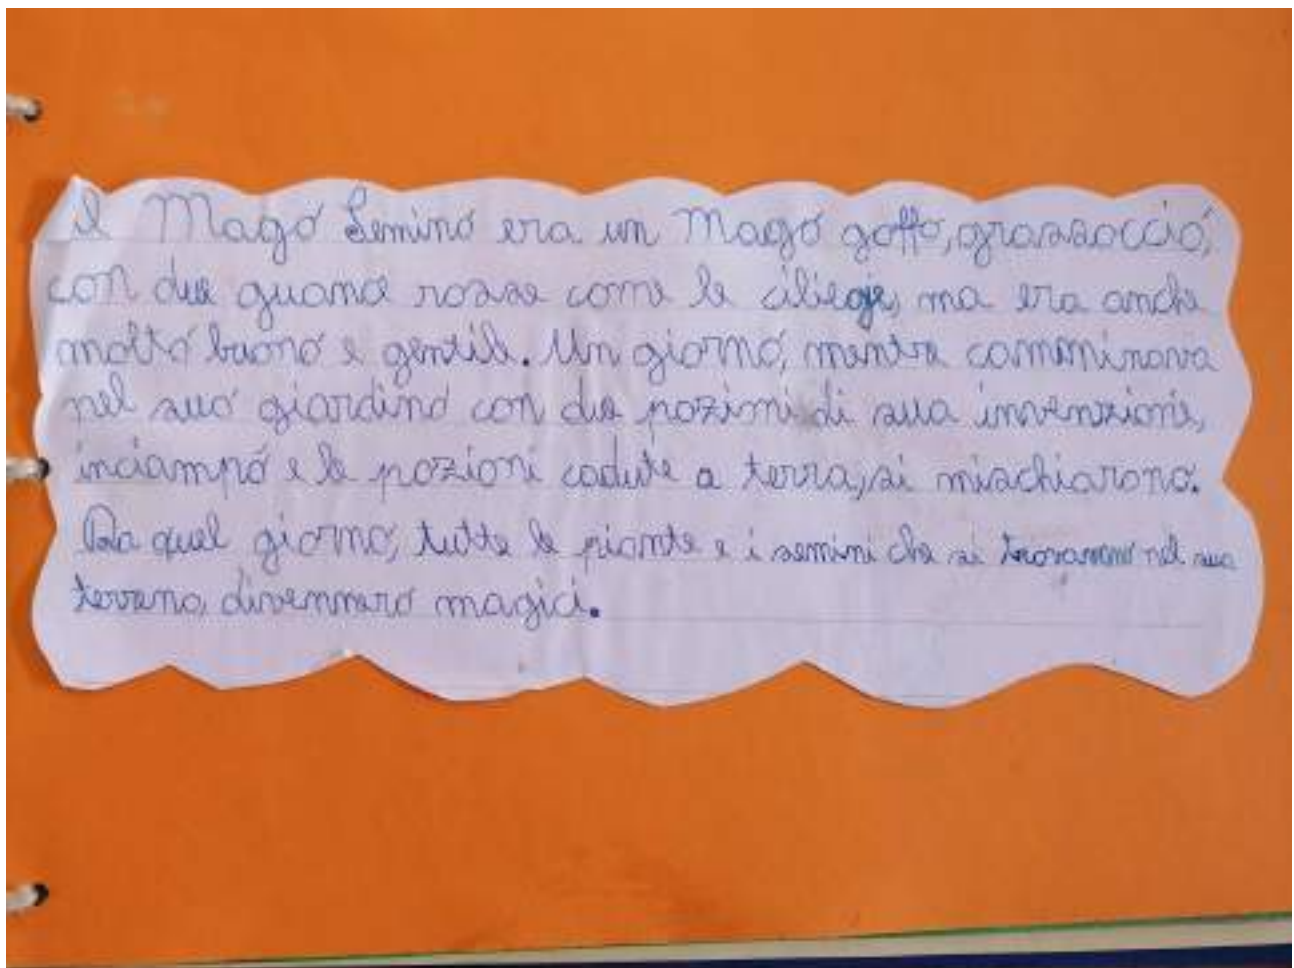 Il Mago Semino era un Mago goffo, grassoccio,
con due guance rosse come le ciliegie, ma era anche
molto buono e gentile. Un giorno, mentre camminava
nel suo giardino con due pozioni di sua invenzione,
inciampò e le pozioni cadute a terra, si mischiarono.
Da quel giorno, tutte le piante e i semini che si trovavano nel suo
terreno, divennero magici.